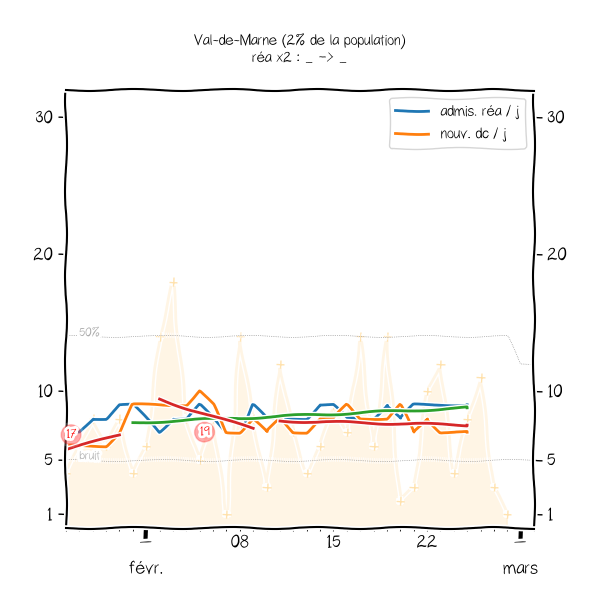 Val-de-Marne (2% de la population)
réa x2 : _ -> _
admis. réa / j
nouv. dc / j
30
30
20
20
50%
10
10
17
19
5
bruit
5
1
1
08
15
22
févr.
mars